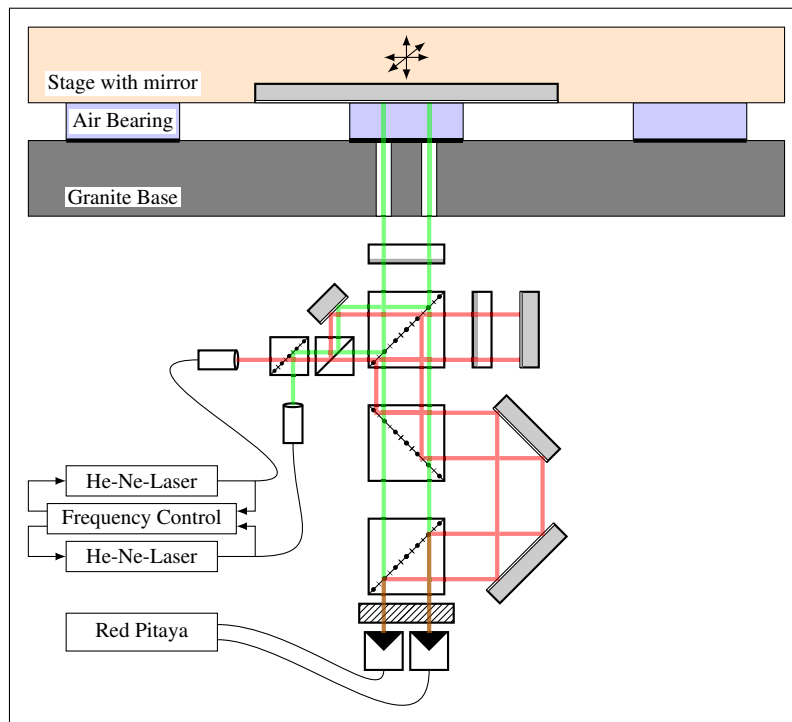 Stage with mirror
Air Bearing
Granite Base
He-Ne-Laser
Frequency Control
He-Ne-Laser
Red Pitaya